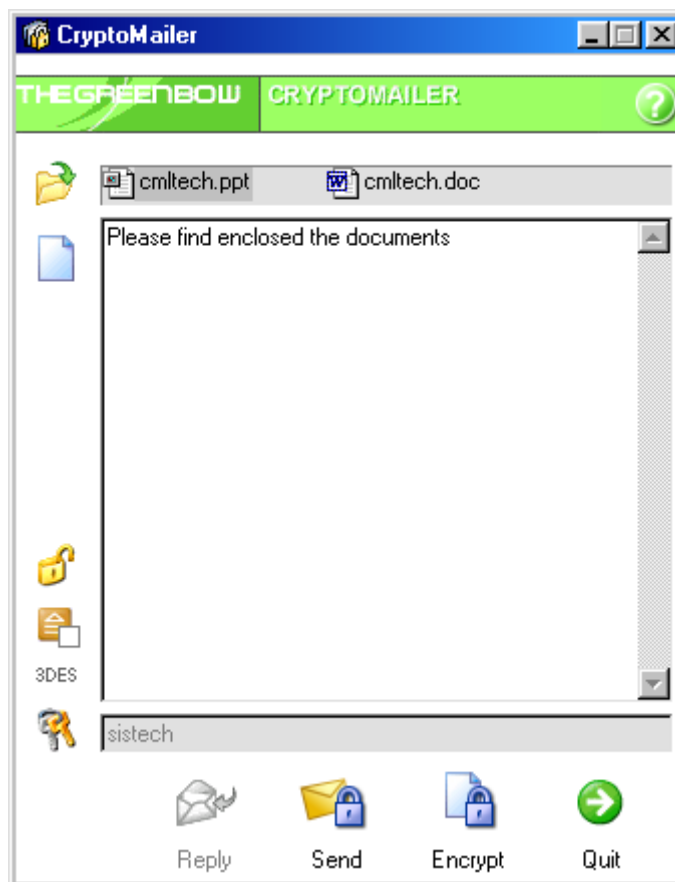 CryptoMailer
THEGREENBOW CRYPTOMAILER ?
cmltech.ppt cmltech.doc
Please find enclosed the documents
3DES
sistech
Reply Send Encrypt Quit